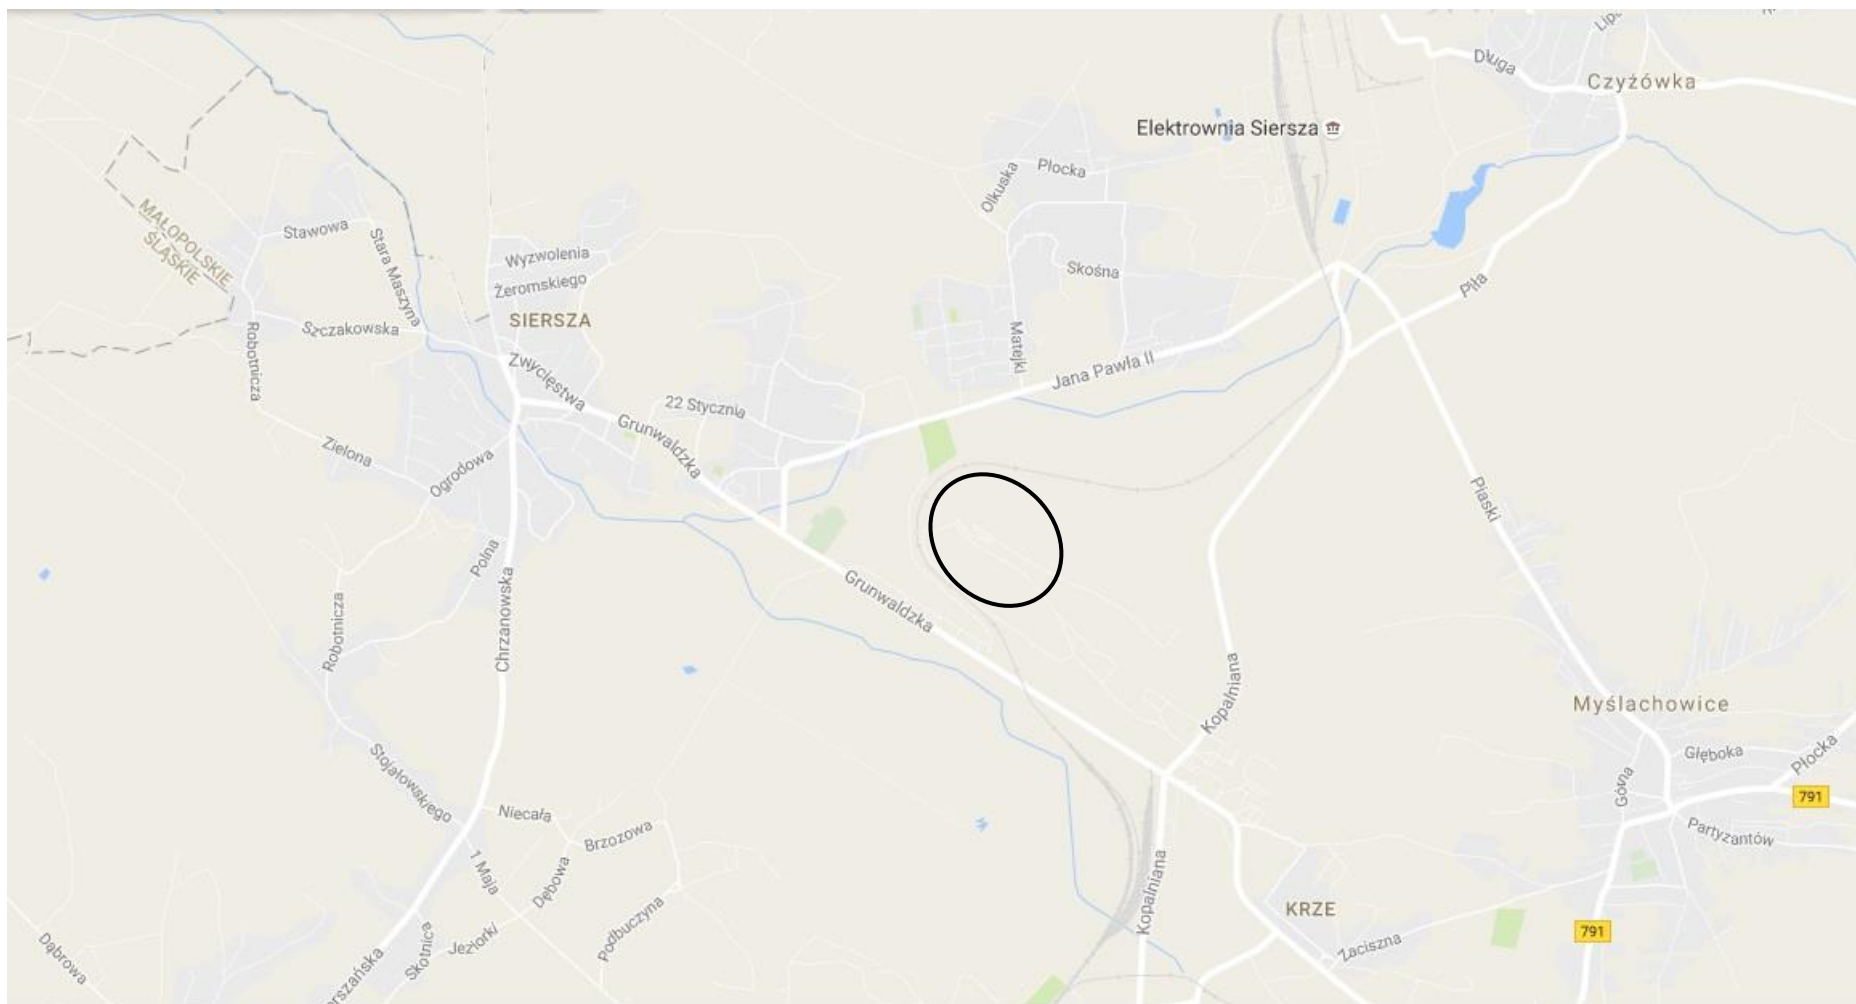 Długa
Czyżówka
Elektrownia Siersza
Płocka
Olkuska
MAŁOPOLSKIE
ŚLĄSKIE
Stawowa
Stara Maszyna
Wyzwolenia
Żeromskiego
Skośna
Piła
SIERSZA
Szczakowska
Robotnicza
Matejki
Zwycięstwa
Jana Pawła II
22 Stycznia
Grunwaldzka
Zielona
Ogrodowa
Piaski
Polna
Chrzanowska
Grunwaldzka
Robotnicza
Kopalniana
Myślachowice
Głęboka
Płocka
Stojałowskiego
Górna
791
Niecała
Brzozowa
Partyzantów
1 Maja
Dębowa
Kopalniana
KRZE
Podbuczyna
791
Skotnica
Jeziorki
Zaciszna
Dąbrowa